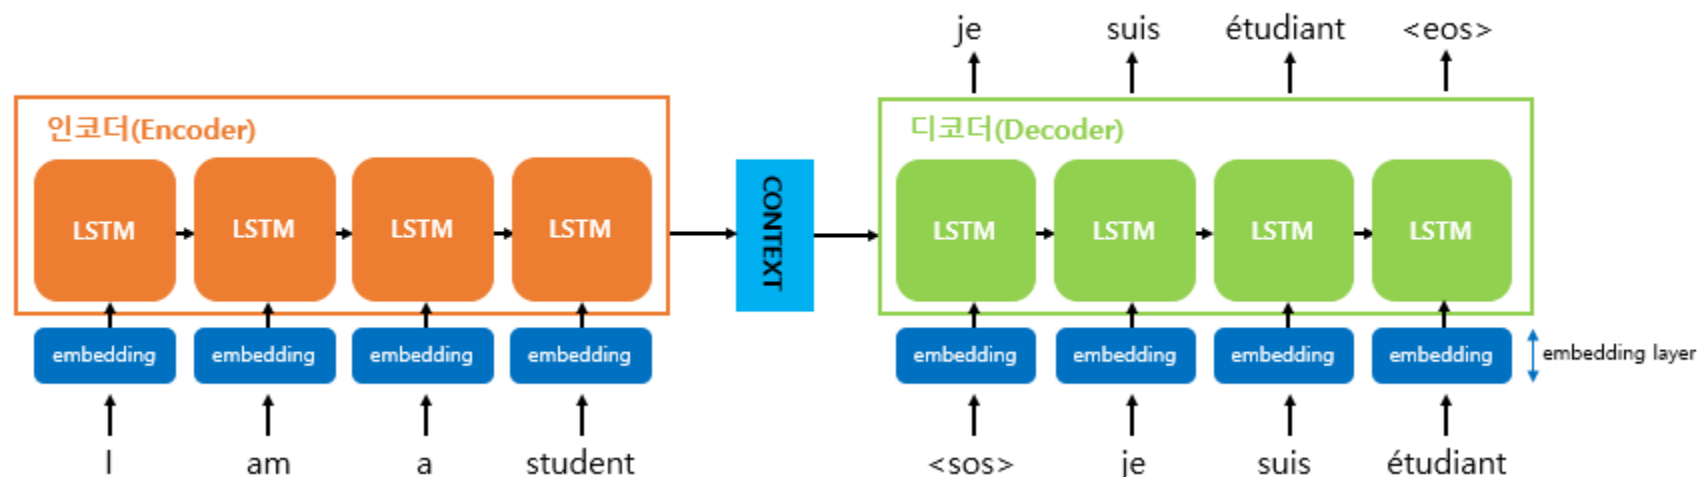 je suis étudiant <eos>
인코더(Encoder)
디코더(Decoder)
LSTM LSTM LSTM LSTM
CONTEXT
LSTM LSTM LSTM LSTM
embedding embedding embedding embedding
embedding embedding embedding embedding
embedding layer
I am a student
<sos> je suis étudiant